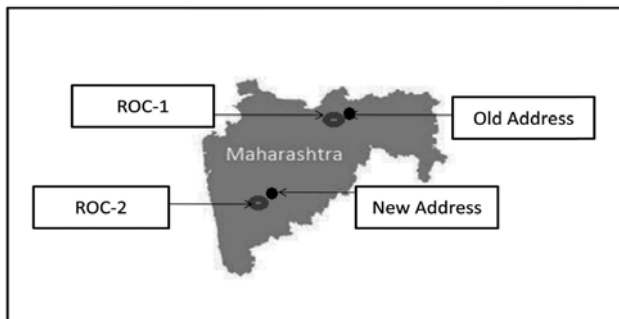 ROC-1
Old Address
Maharashtra
ROC-2
New Address